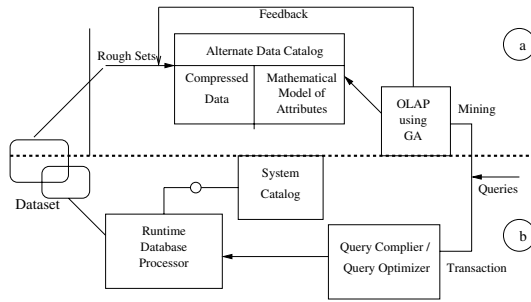 Feedback
a
Rough Sets
Alternate Data Catalog
Compressed
Data
Mathematical
Model of
Attributes
OLAP
using
GA
Mining
Dataset
System
Catalog
Queries
b
Runtime
Database
Processor
Query Complier /
Query Optimizer
Transaction